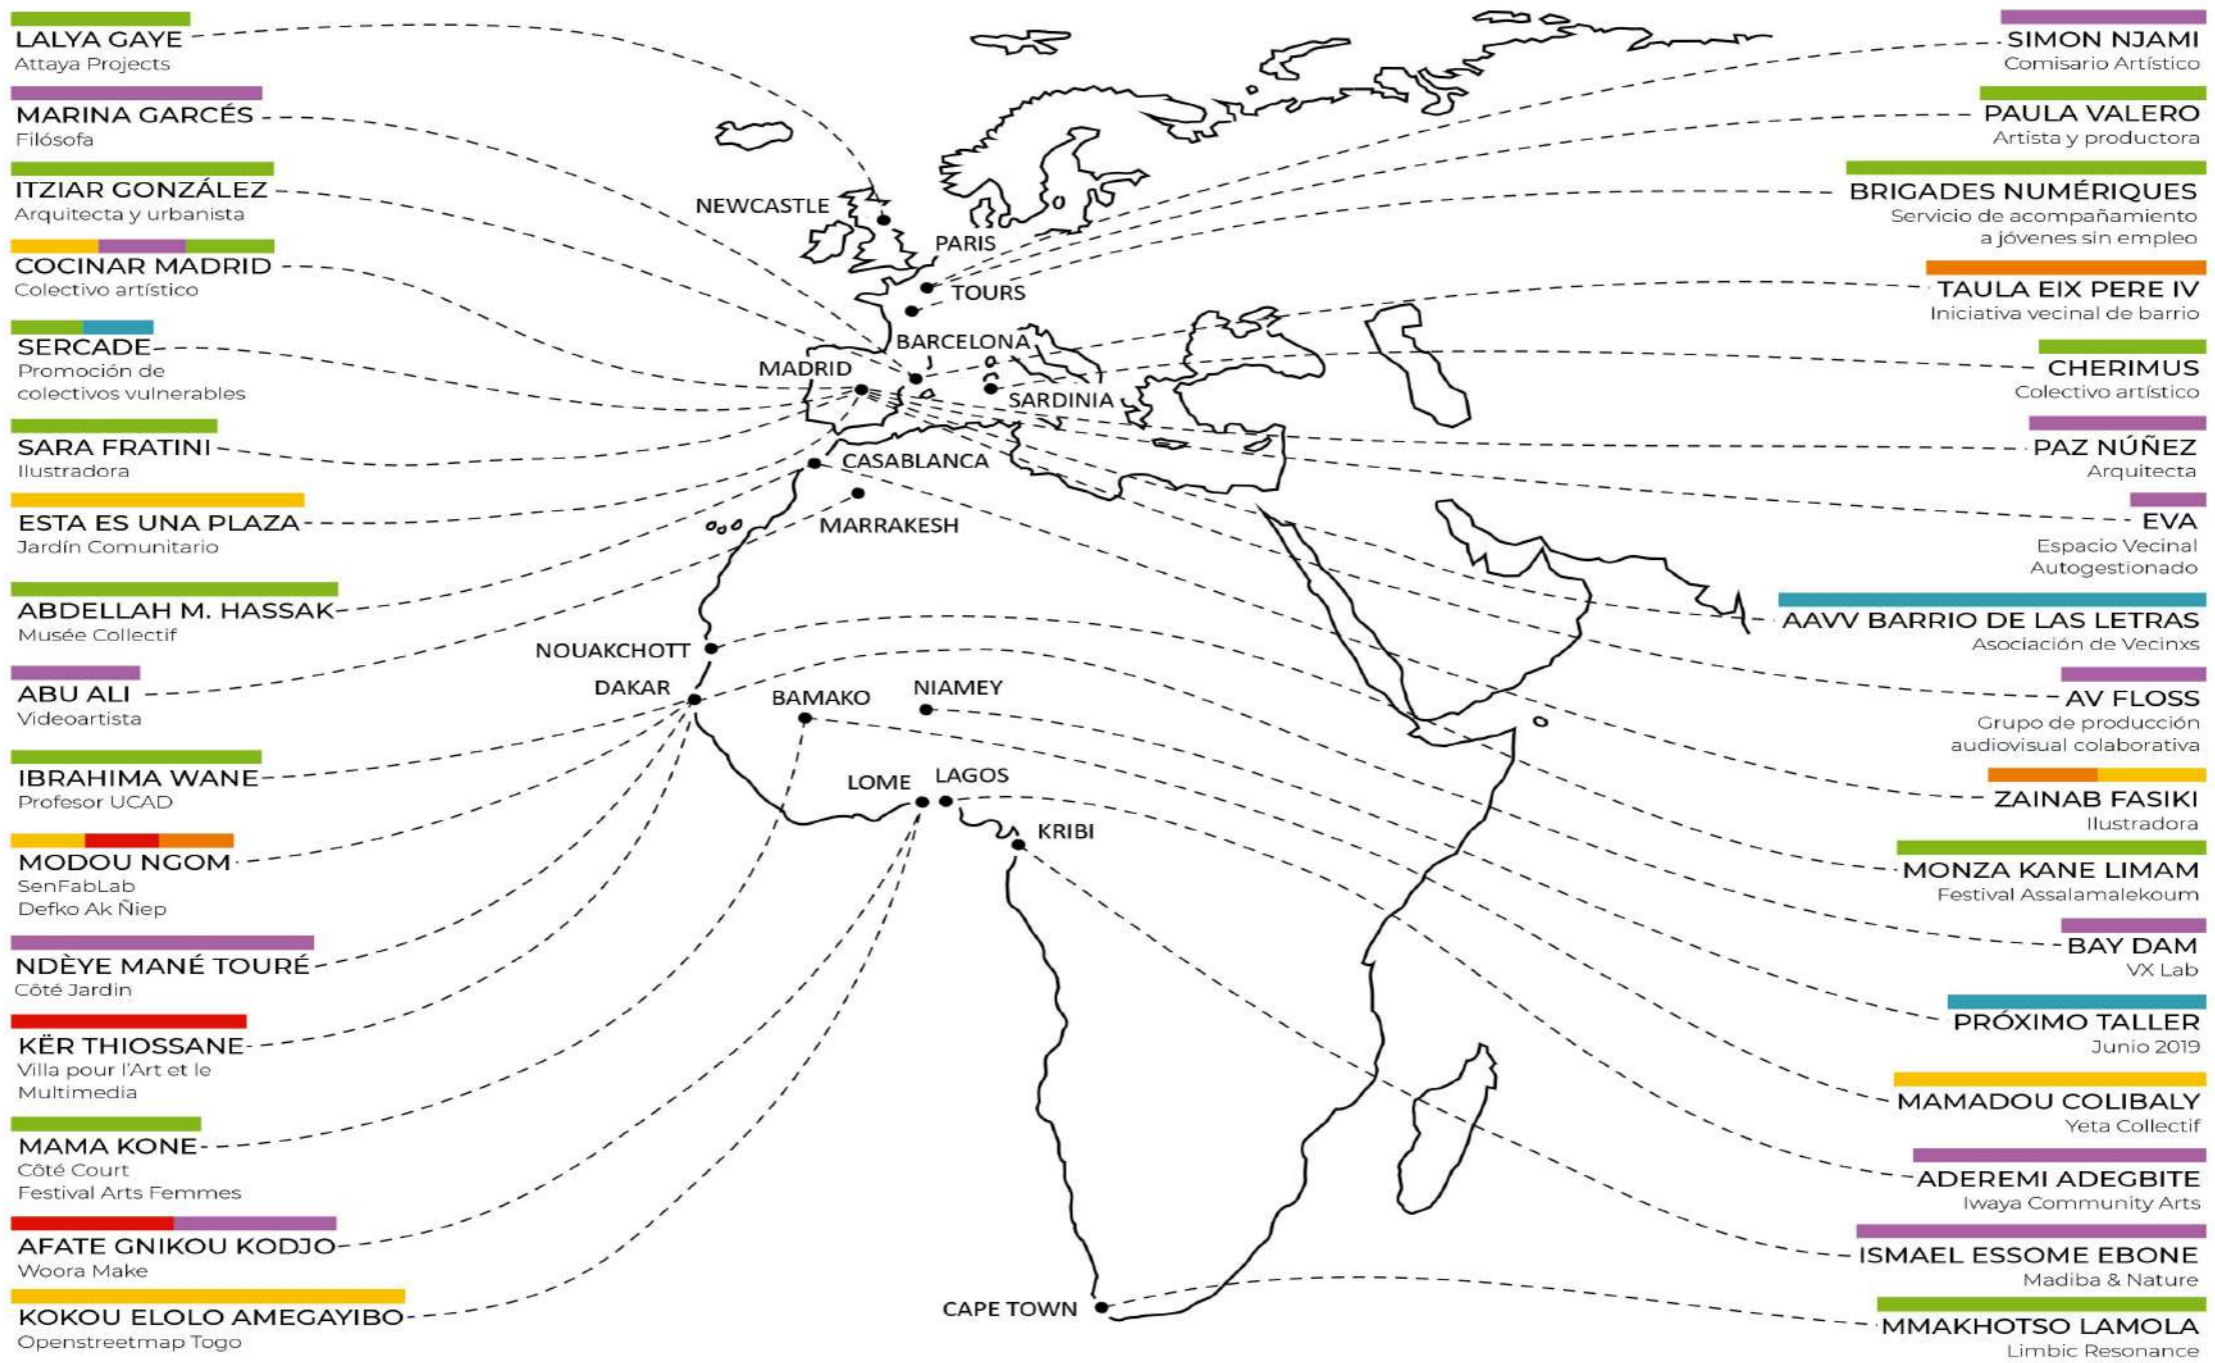 LALYA GAYE
Attaya Projects
MARINA GARCÉS
Filósofa
ITZIAR GONZÁLEZ
Arquitecta y urbanista
COCINAR MADRID
Colectivo artístico
SERCADE
Promoción de
colectivos vulnerables
SARA FRATINI
Ilustradora
ESTA ES UNA PLAZA
Jardín Comunitario
ABDELLAH M. HASSAK
Musée Collectif
ABU ALI
Videoartista
IBRAHIMA WANE
Profesor UCAD
MODOU NGOM
SenFabLab
Defko Ak Ñiep
NDÈYE MANÉ TOURÉ
Côté Jardin
KËR THIOSSANE
Villa pour l'Art et le
Multimedia
MAMA KONE
Côté Court
Festival Arts Femmes
AFATE GNIKOU KODJO
Woora Make
KOKOU ELOLO AMEGAYIBO
Openstreetmap Togo
NEWCASTLE
PARIS
TOURS
BARCELONA
MADRID
SARDINIA
CASABLANCA
MARRAKESH
NOUAKCHOTT
DAKAR
BAMAKO
NIAMEY
LOME
LAGOS
KRIBI
CAPE TOWN
SIMON NJAMI
Comisario Artístico
PAULA VALERO
Artista y productora
BRIGADES NUMÉRIQUES
Servicio de acompañamiento
a jóvenes sin empleo
TAULA EIX PERE IV
Iniciativa vecinal de barrio
CHERIMUS
Colectivo artístico
PAZ NÚÑEZ
Arquitecta
EVA
Espacio Vecinal
Autogestionado
AAVV BARRIO DE LAS LETRAS
Asociación de Vecinxs
AV FLOSS
Grupo de producción
audiovisual colaborativa
ZAINAB FASIKI
Ilustradora
MONZA KANE LIMAM
Festival Assalamalekoum
BAY DAM
VX Lab
PRÓXIMO TALLER
Junio 2019
MAMADOU COLIBALY
Yeta Collectif
ADEREMI ADEGBITE
Iwaya Community Arts
ISMAEL ESSOME EBONE
Madiba & Nature
MMAKHOTSO LAMOLA
Limbic Resonance